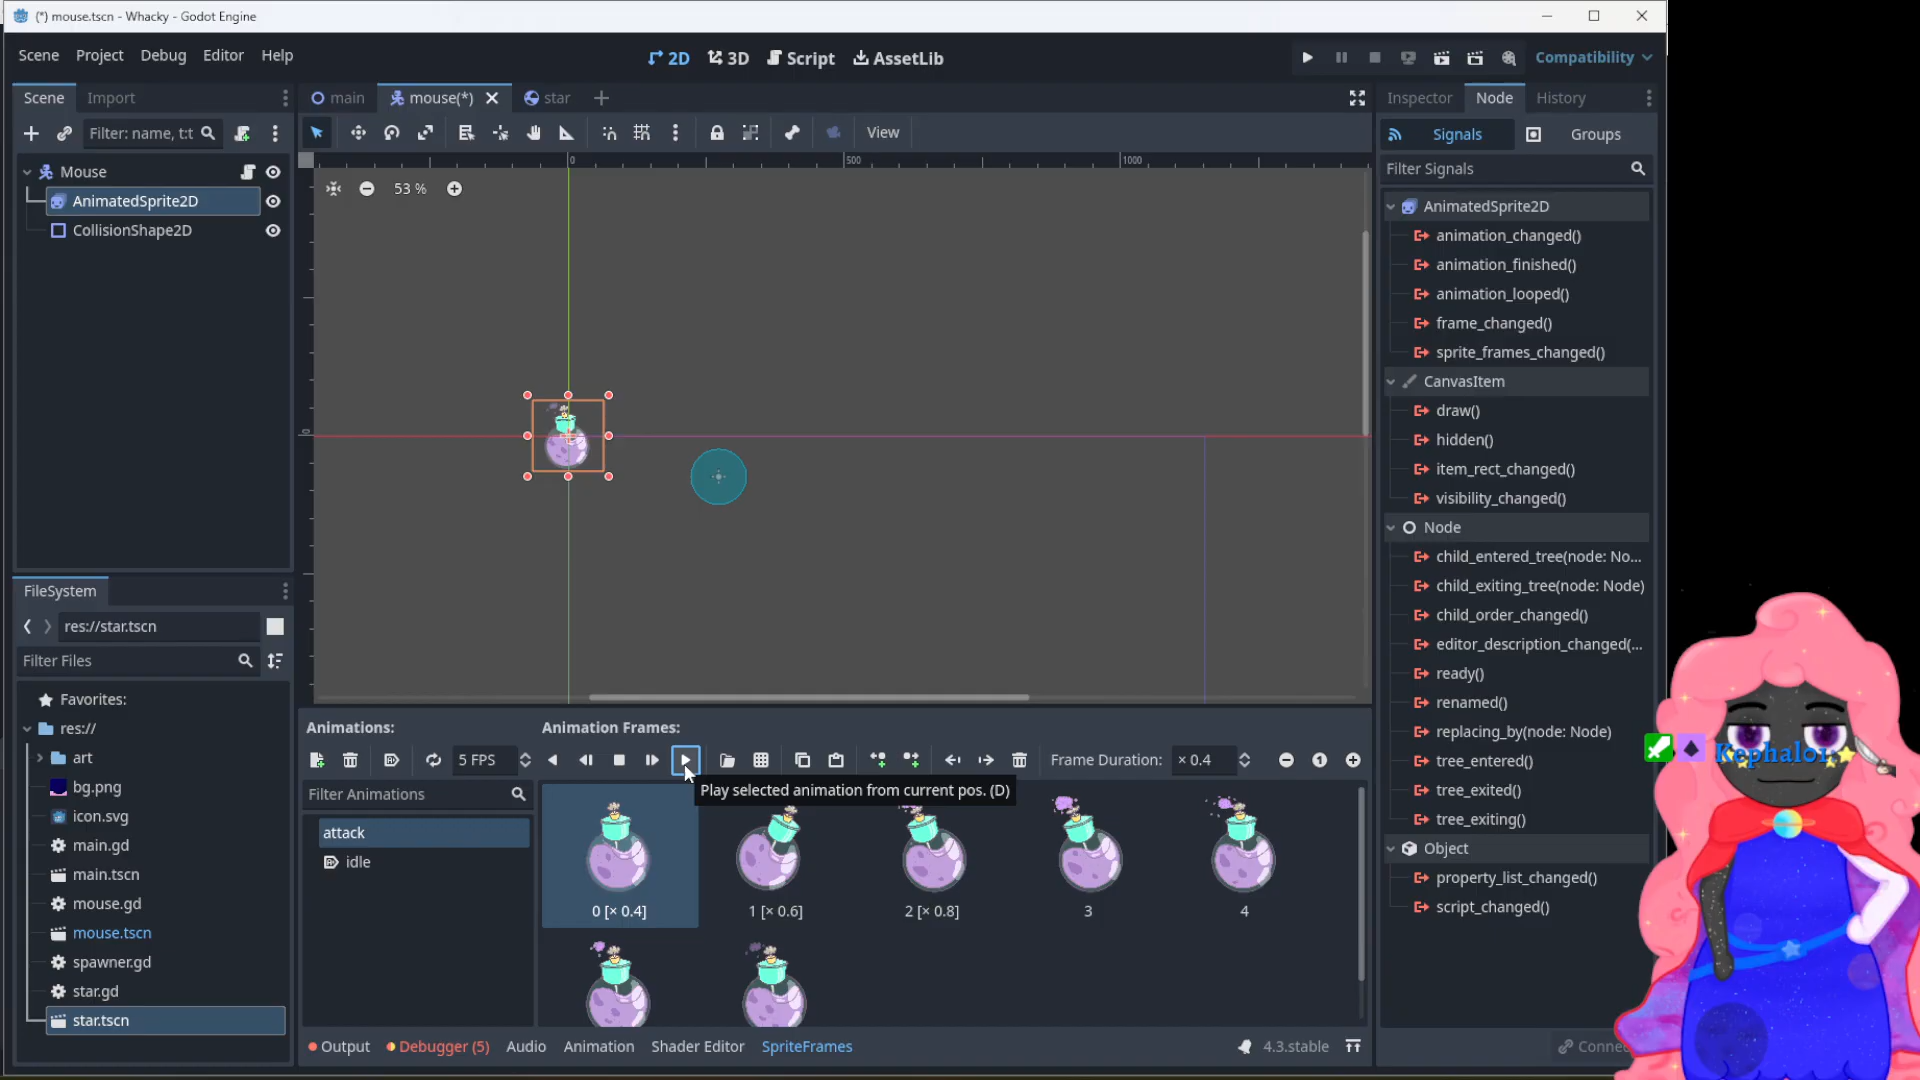 (*) mouse.tscn - Whacky - Godot Engine
Scene Project Debug Editor Help
2D 3D Script AssetLib
Compatibility
Scene Import
main mouse(*) star
Inspector Node History
Filter: name, t:t
View
Signals Groups
Filter Signals
Mouse
AnimatedSprite2D
CollisionShape2D
0 500 1000
53 %
0
AnimatedSprite2D
animation_changed()
animation_finished()
animation_looped()
frame_changed()
sprite_frames_changed()
CanvasItem
draw()
hidden()
item_rect_changed()
visibility_changed()
Node
child_entered_tree(node: No...
child_exiting_tree(node: Node)
child_order_changed()
editor_description_changed(...
ready()
renamed()
replacing_by(node: Node)
tree_entered()
tree_exited()
tree_exiting()
Object
property_list_changed()
script_changed()
FileSystem
res://star.tscn
Filter Files
Favorites:
res://
art
bg.png
icon.svg
main.gd
main.tscn
mouse.gd
mouse.tscn
spawner.gd
star.gd
star.tscn
Animations:
5 FPS
Filter Animations
attack
idle
Animation Frames:
Frame Duration: × 0.4
1
Play selected animation from current pos. (D)
0 [× 0.4] 1 [× 0.6] 2 [× 0.8] 3 4
Output Debugger (5) Audio Animation Shader Editor SpriteFrames
4.3.stable
Connec
Kephalo1